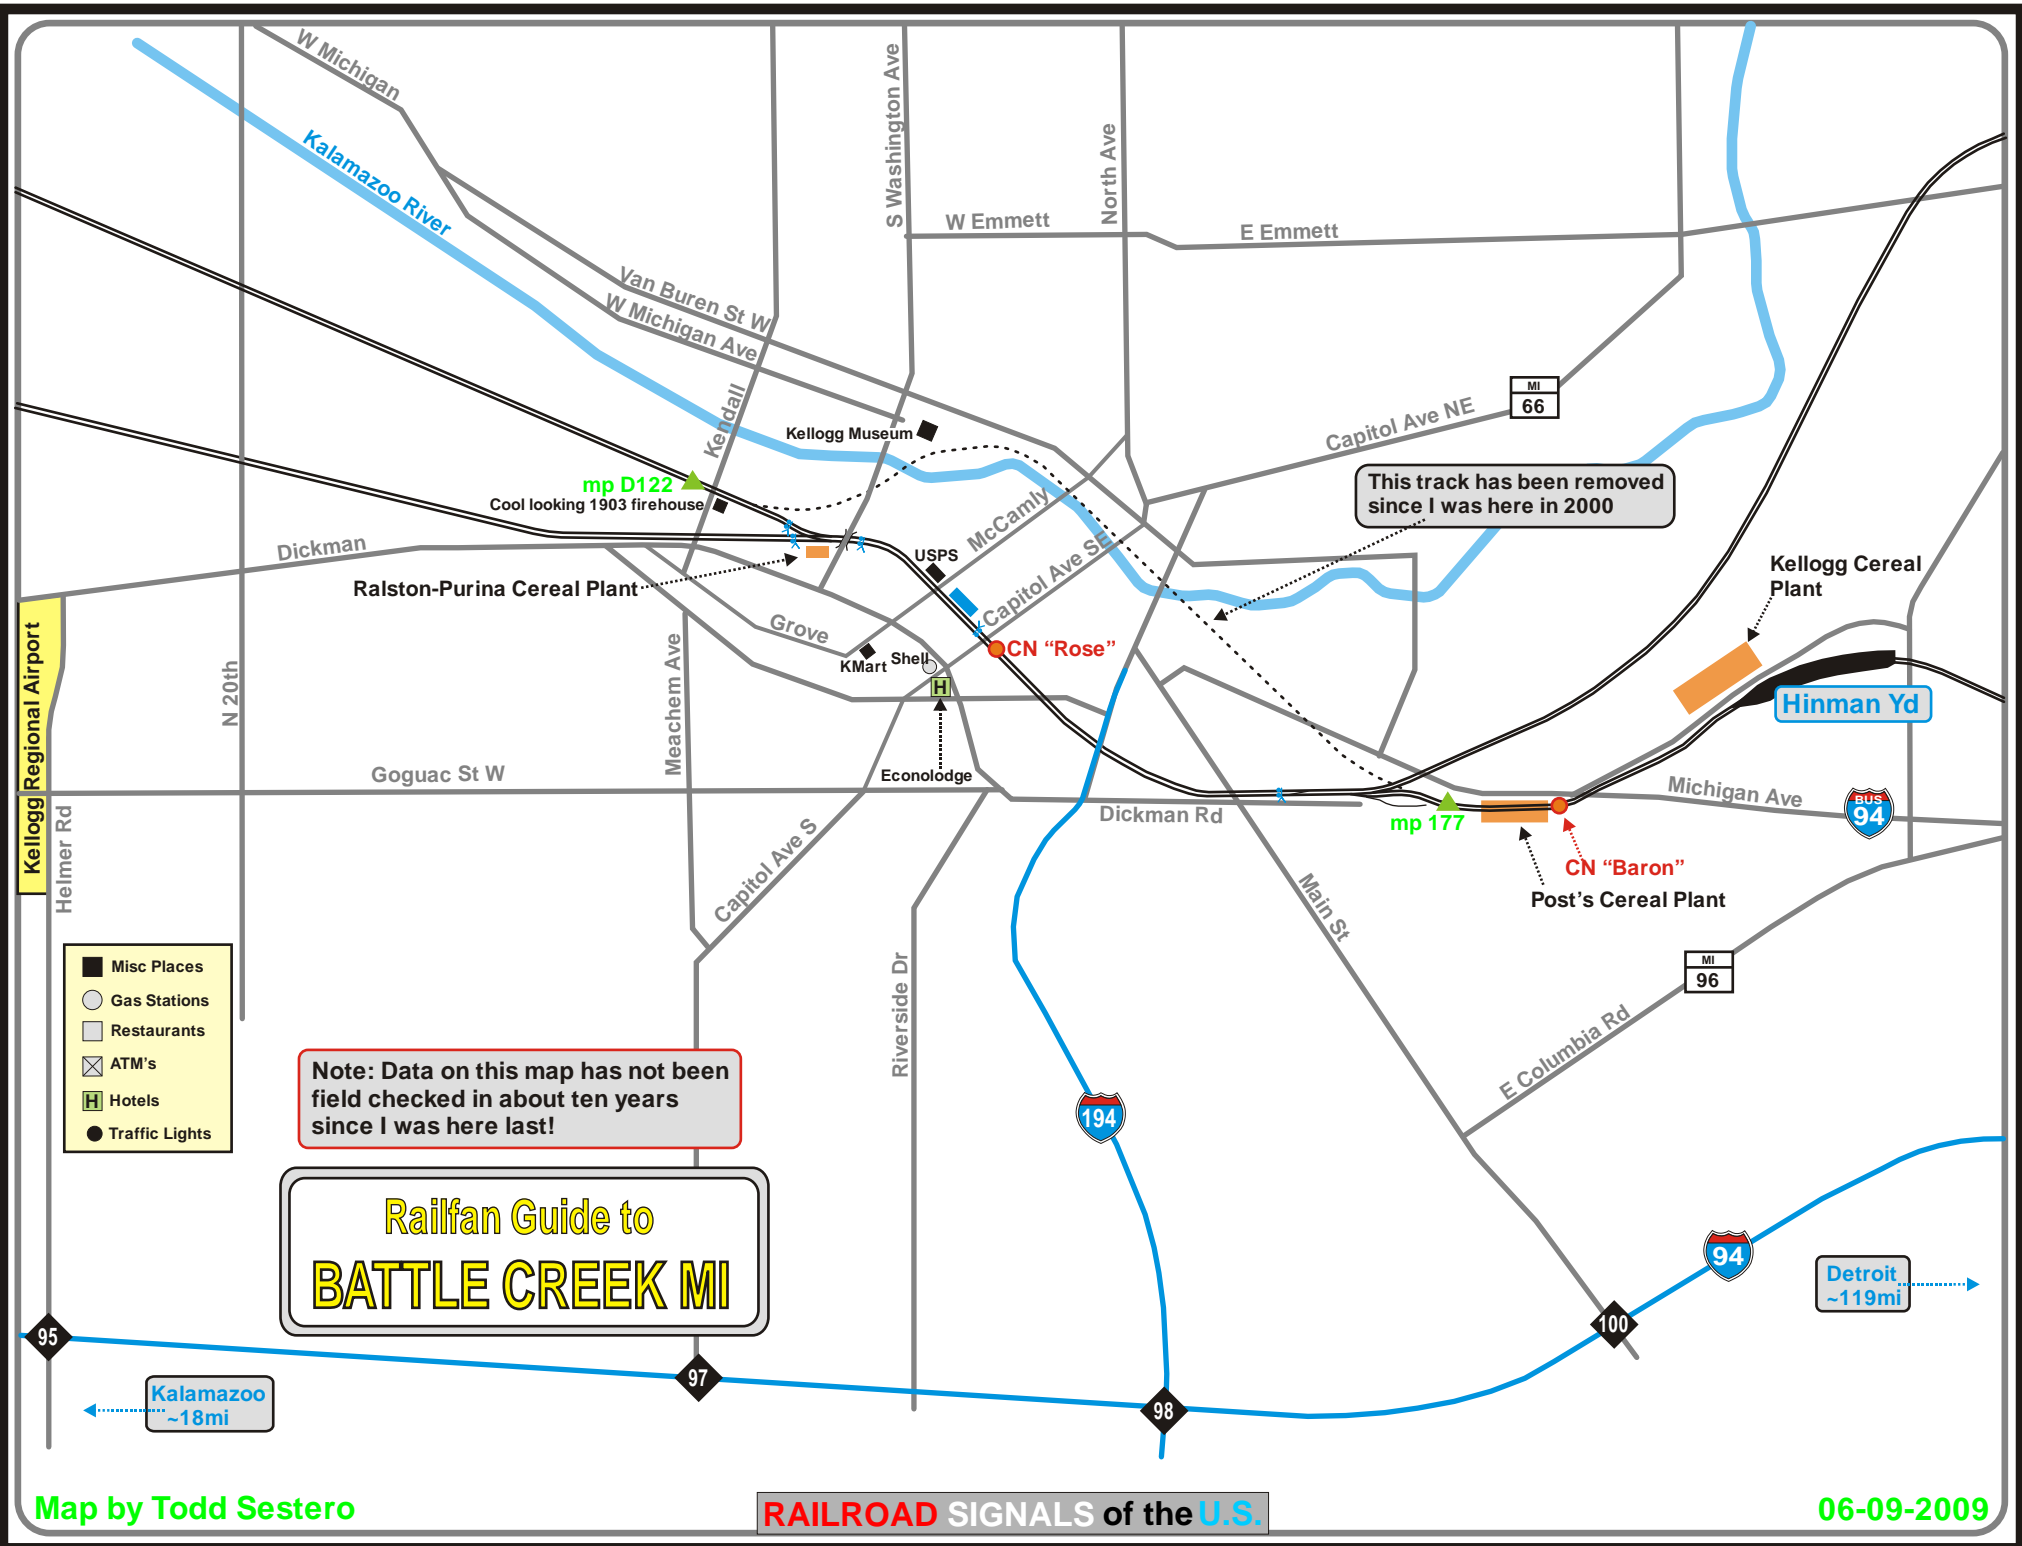 W Michigan
Kalamazoo River
S Washington Ave
North Ave
W Emmett
E Emmett
Van Buren St W
W Michigan Ave
Kendall
MI
66
Capitol Ave NE
Kellogg Museum
mp D122
Cool looking 1903 firehouse
This track has been removed
since I was here in 2000
McCamly
Dickman
USPS
Capitol Ave SE
Ralston-Purina Cereal Plant
Kellogg Cereal
Plant
Grove
KMart
Shell
CN “Rose”
H
Hinman Yd
Kellogg Regional Airport
N 20th
Meachem Ave
Econolodge
Goguac St W
Dickman Rd
Michigan Ave
BUS
94
mp 177
CN “Baron”
Post's Cereal Plant
Helmer Rd
Capitol Ave S
Main St
Riverside Dr
MI
96
E Columbia Rd
Misc Places
Gas Stations
Restaurants
ATM's
H Hotels
Traffic Lights
Note: Data on this map has not been
field checked in about ten years
since I was here last!
194
Railfan Guide to
BATTLE CREEK MI
94
Detroit
~119mi
95
97
98
100
Kalamazoo
~18mi
Map by Todd Sestero
RAILROAD SIGNALS of the U.S.
06-09-2009